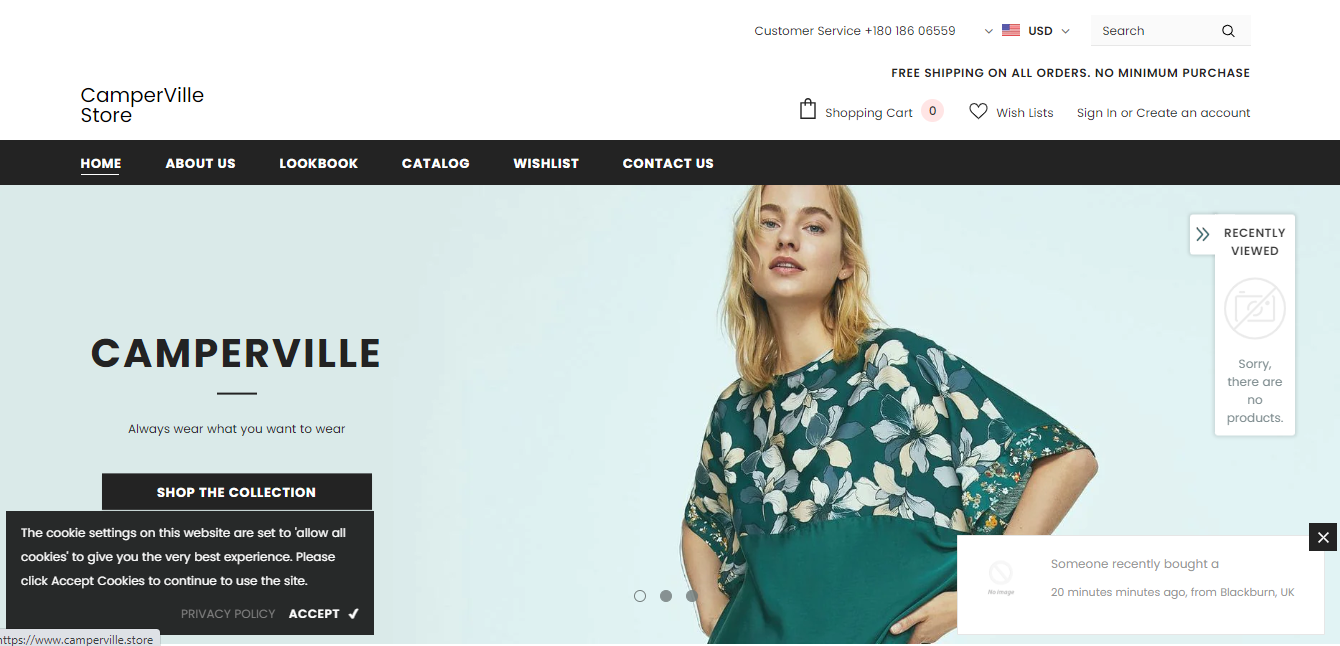 Customer Service +180 186 06559
USD
Search
FREE SHIPPING ON ALL ORDERS. NO MINIMUM PURCHASE
CamperVille
Store
Shopping Cart 0
Wish Lists
Sign In or Create an account
HOME ABOUT US LOOKBOOK CATALOG WISHLIST CONTACT US
RECENTLY
VIEWED
Sorry,
there are
no
products.
CAMPERVILLE
Always wear what you want to wear
SHOP THE COLLECTION
The cookie settings on this website are set to 'allow all
cookies' to give you the very best experience. Please
click Accept Cookies to continue to use the site.
PRIVACY POLICY ACCEPT
No image
Someone recently bought a
20 minutes minutes ago, from Blackburn, UK
https://www.camperville.store